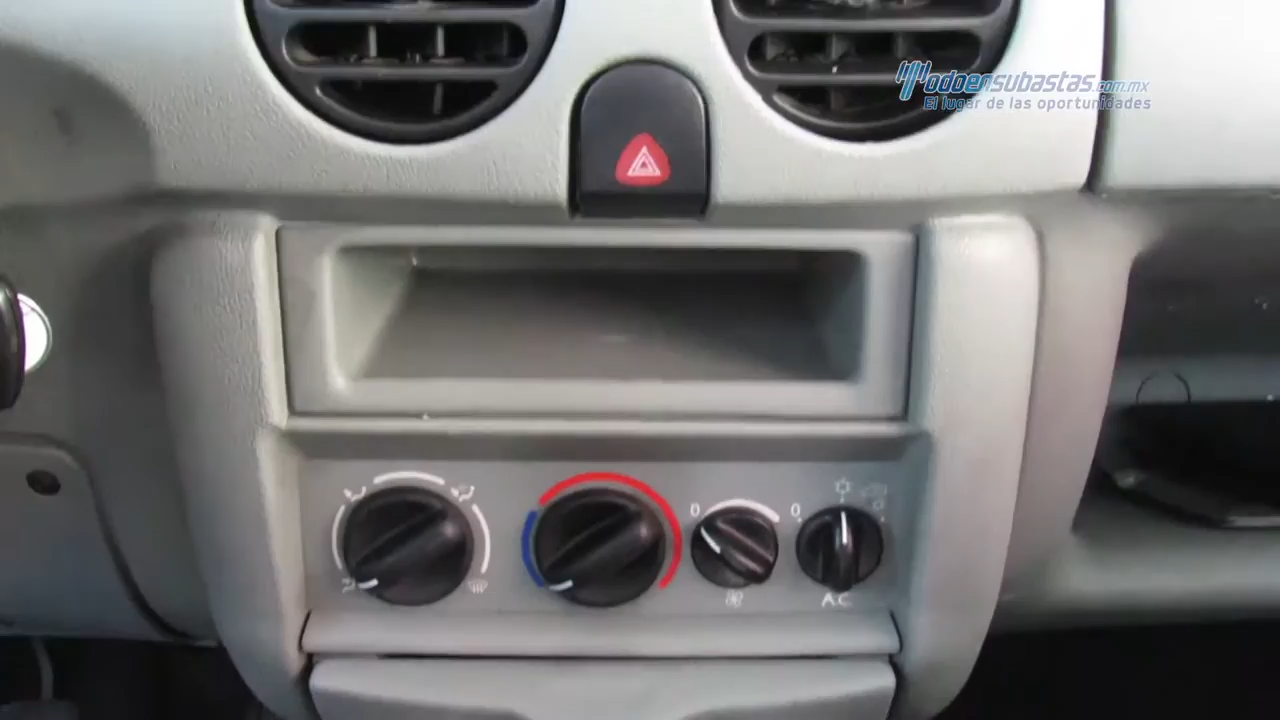 Modoensubastas.com.mx
El lugar de las oportunidades
0
0
A.C.